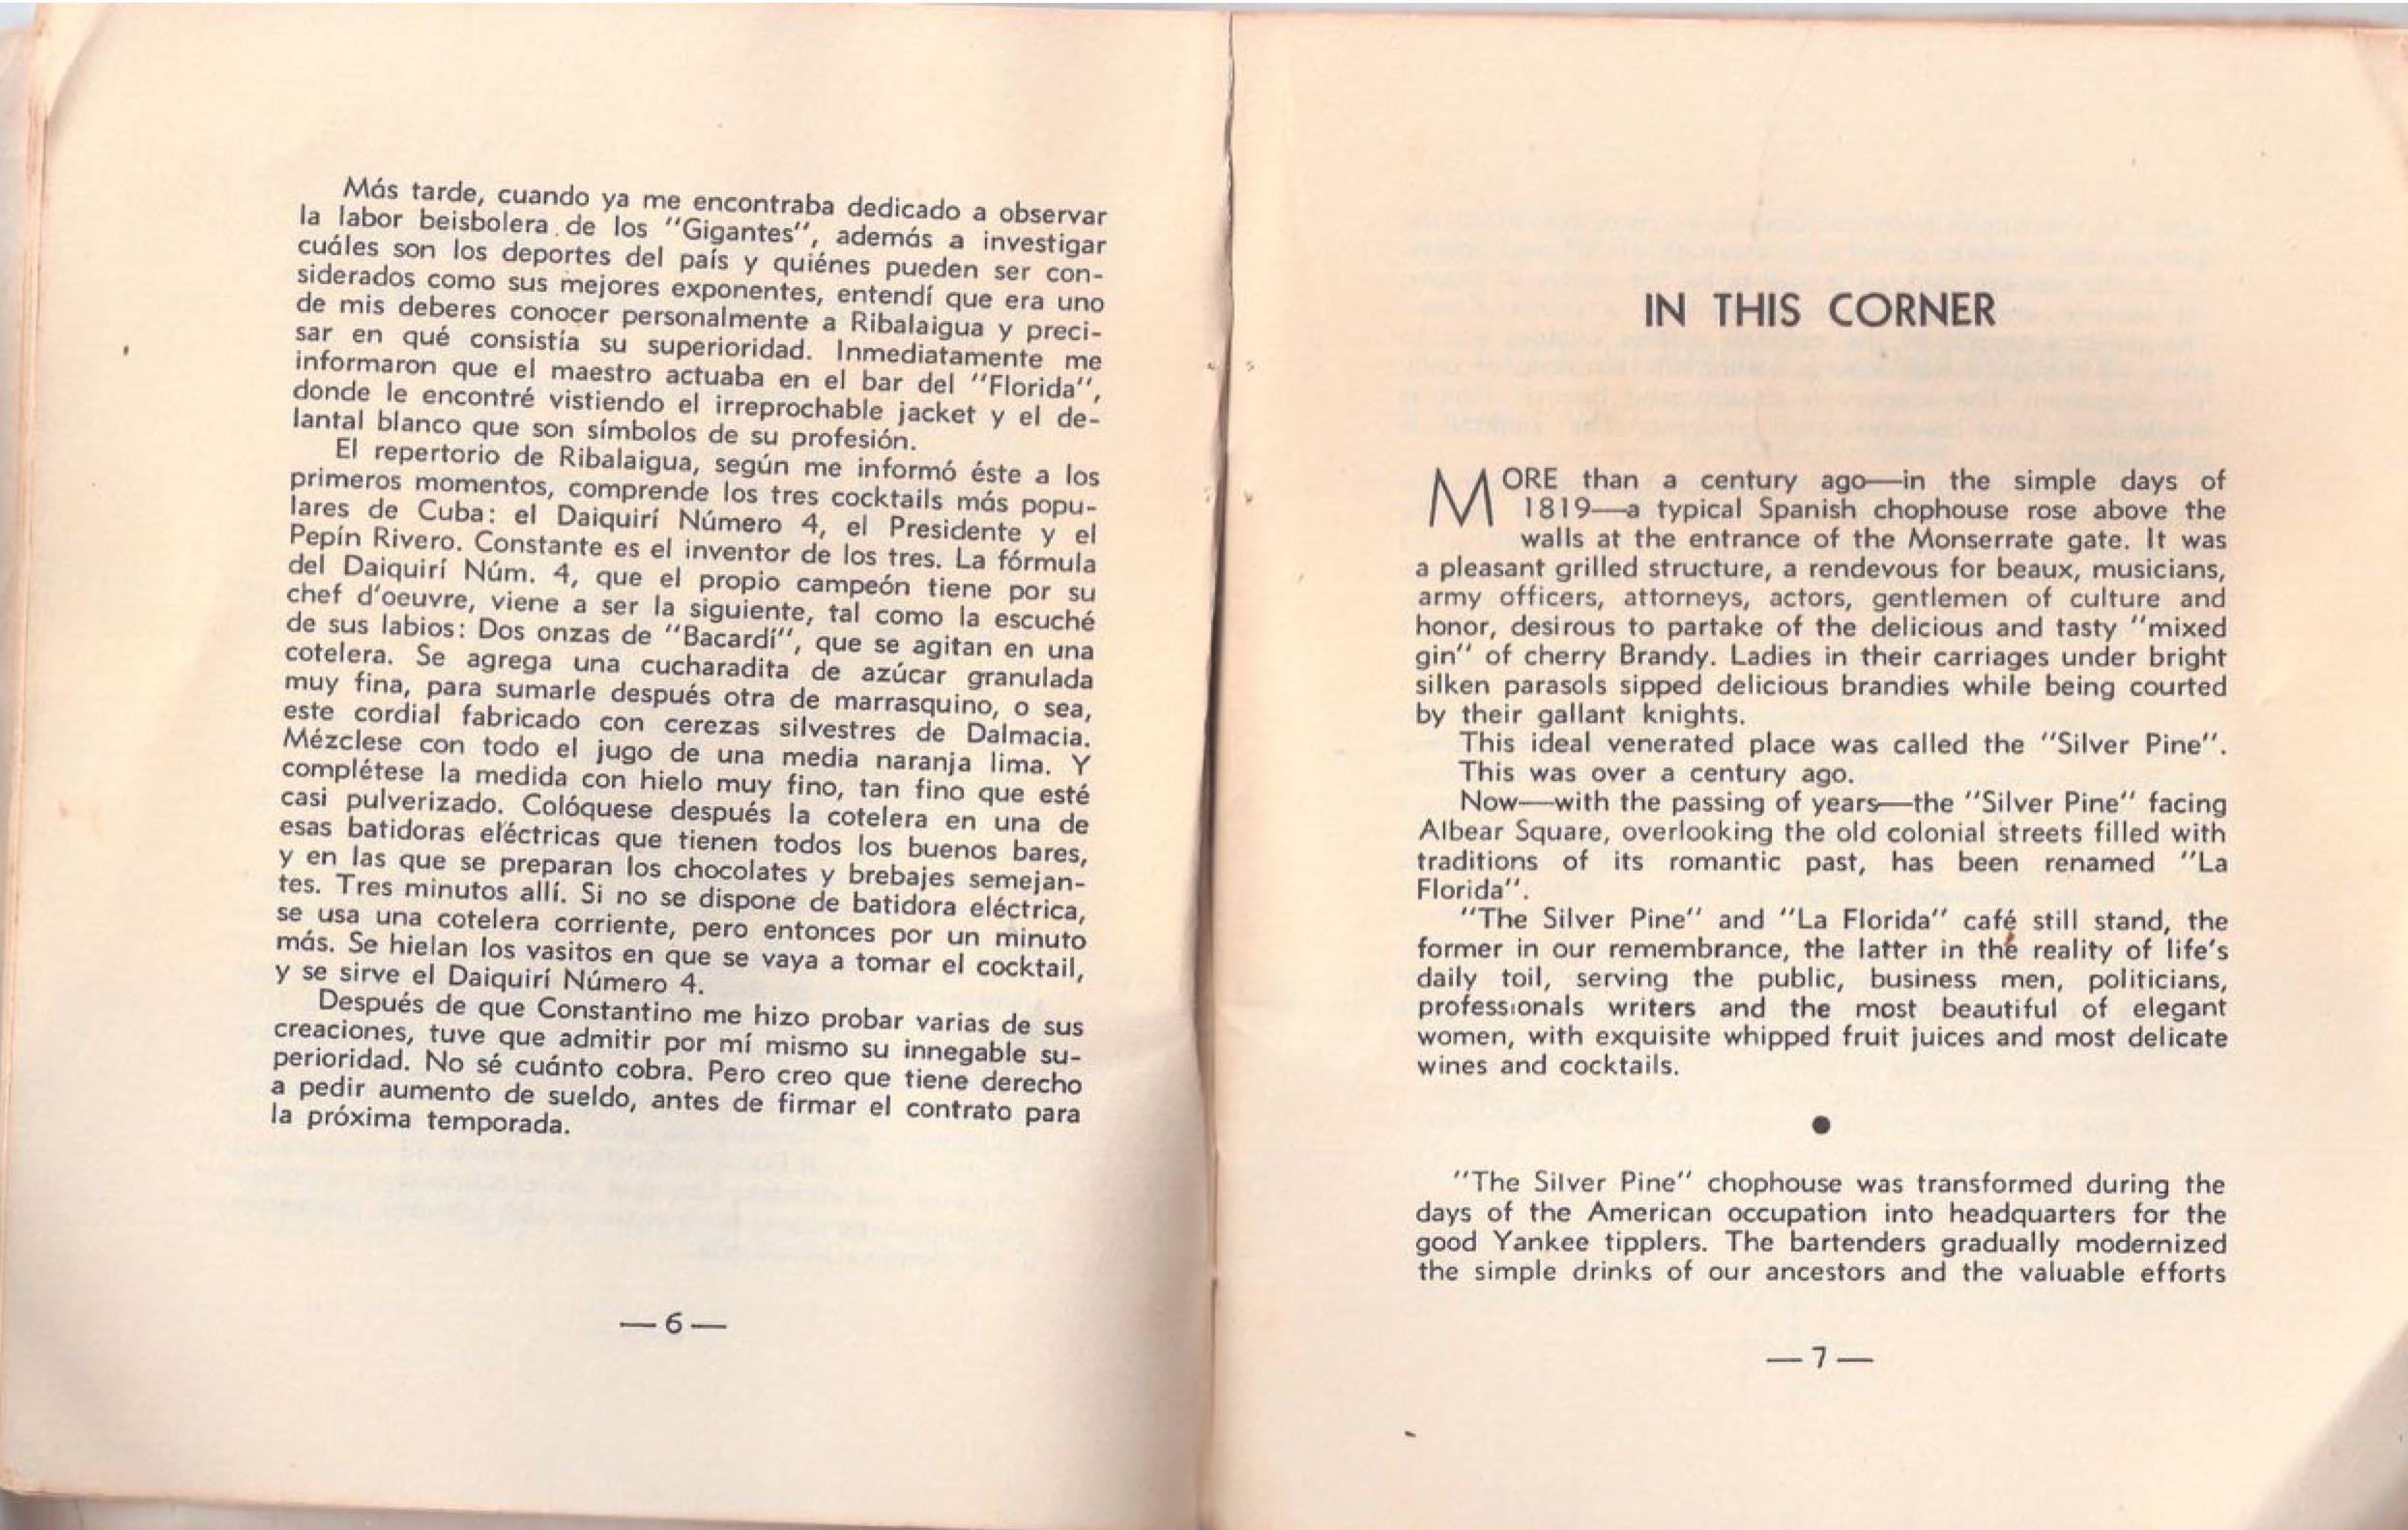 Más tarde, cuando ya me encontraba dedicado a observar
la labor beisbolera de los "Gigantes", además a investigar
cuáles son los deportes del país y quiénes pueden ser con-
siderados como sus mejores exponentes, entendí que era uno
de mis deberes conocer personalmente a Ribalaigua y preci-
sar en qué consistía su superioridad. Inmediatamente me
informaron que el maestro actuaba en el bar del "Florida",
donde le encontré vistiendo el irreprochable jacket y el de-
lantal blanco que son símbolos de su profesión.
El repertorio de Ribalaigua, según me informó éste a los
primeros momentos, comprende los tres cocktails más popu-
lares de Cuba: el Daiquirí Número 4, el Presidente y el
Pepín Rivero. Constante es el inventor de los tres. La fórmula
del Daiquirí Núm. 4, que el propio campeón tiene por su
chef d'oeuvre, viene a ser la siguiente, tal como la escuché
de sus labios: Dos onzas de "Bacardí", que se agitan en una
cotelera. Se agrega una cucharadita de azúcar granulada
muy fina, para sumarle después otra de marrasquino, o sea,
este cordial fabricado con cerezas silvestres de Dalmacia.
Mézclese con todo el jugo de una media naranja lima. Y
complétese la medida con hielo muy fino, tan fino que esté
casi pulverizado. Colóquese después la cotelera en una de
esas batidoras eléctricas que tienen todos los buenos bares,
y en las que se preparan los chocolates y brebajes semejan-
tes. Tres minutos allí. Si no se dispone de batidora eléctrica,
se usa una cotelera corriente, pero entonces por un minuto
más. Se hielan los vasitos en que se vaya a tomar el cocktail,
y se sirve el Daiquirí Número 4.
Después de que Constantino me hizo probar varias de sus
creaciones, tuve que admitir por mí mismo su innegable su-
perioridad. No sé cuánto cobra. Pero creo que tiene derecho
a pedir aumento de sueldo, antes de firmar el contrato para
la próxima temporada.
— 6 —
IN THIS CORNER
MORE than a century ago—in the simple days of
1819—a typical Spanish chophouse rose above the
walls at the entrance of the Monserrate gate. It was
a pleasant grilled structure, a rendevous for beaux, musicians,
army officers, attorneys, actors, gentlemen of culture and
honor, desirous to partake of the delicious and tasty "mixed
gin" of cherry Brandy. Ladies in their carriages under bright
silken parasols sipped delicious brandies while being courted
by their gallant knights.
This ideal venerated place was called the "Silver Pine".
This was over a century ago.
Now—with the passing of years—the "Silver Pine" facing
Albear Square, overlooking the old colonial streets filled with
traditions of its romantic past, has been renamed "La
Florida".
"The Silver Pine" and "La Florida" café still stand, the
former in our remembrance, the latter in the reality of life's
daily toil, serving the public, business men, politicians,
professionals writers and the most beautiful of elegant
women, with exquisite whipped fruit juices and most delicate
wines and cocktails.
●
"The Silver Pine" chophouse was transformed during the
days of the American occupation into headquarters for the
good Yankee tipplers. The bartenders gradually modernized
the simple drinks of our ancestors and the valuable efforts
— 7 —